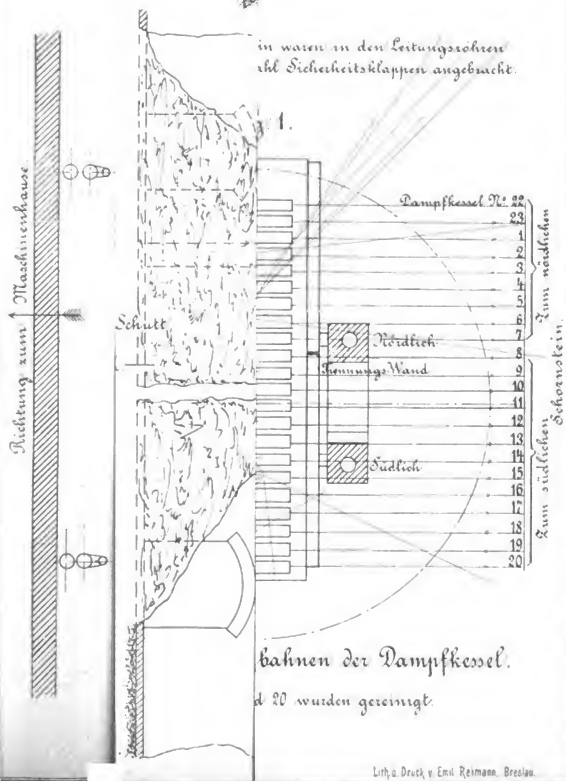 in waren in den Leitungsröhren
hl Sicherheitsklappen angebracht.
1.
Richtung zum Maschinenhause.
Schutt
Dampfkessel No 22
23
1
2
3
4
5
6
7
8
9
10
11
12
13
14
15
16
17
18
19
20
Nördlich
Trennungs-Wand
Südlich
Zum nördlichen
Zum südlichen
Schornstein.
bahnen der Dampfkessel.
d 20 wurden gereinigt.
Lith. u. Druck v. Emil Reimann, Breslau.